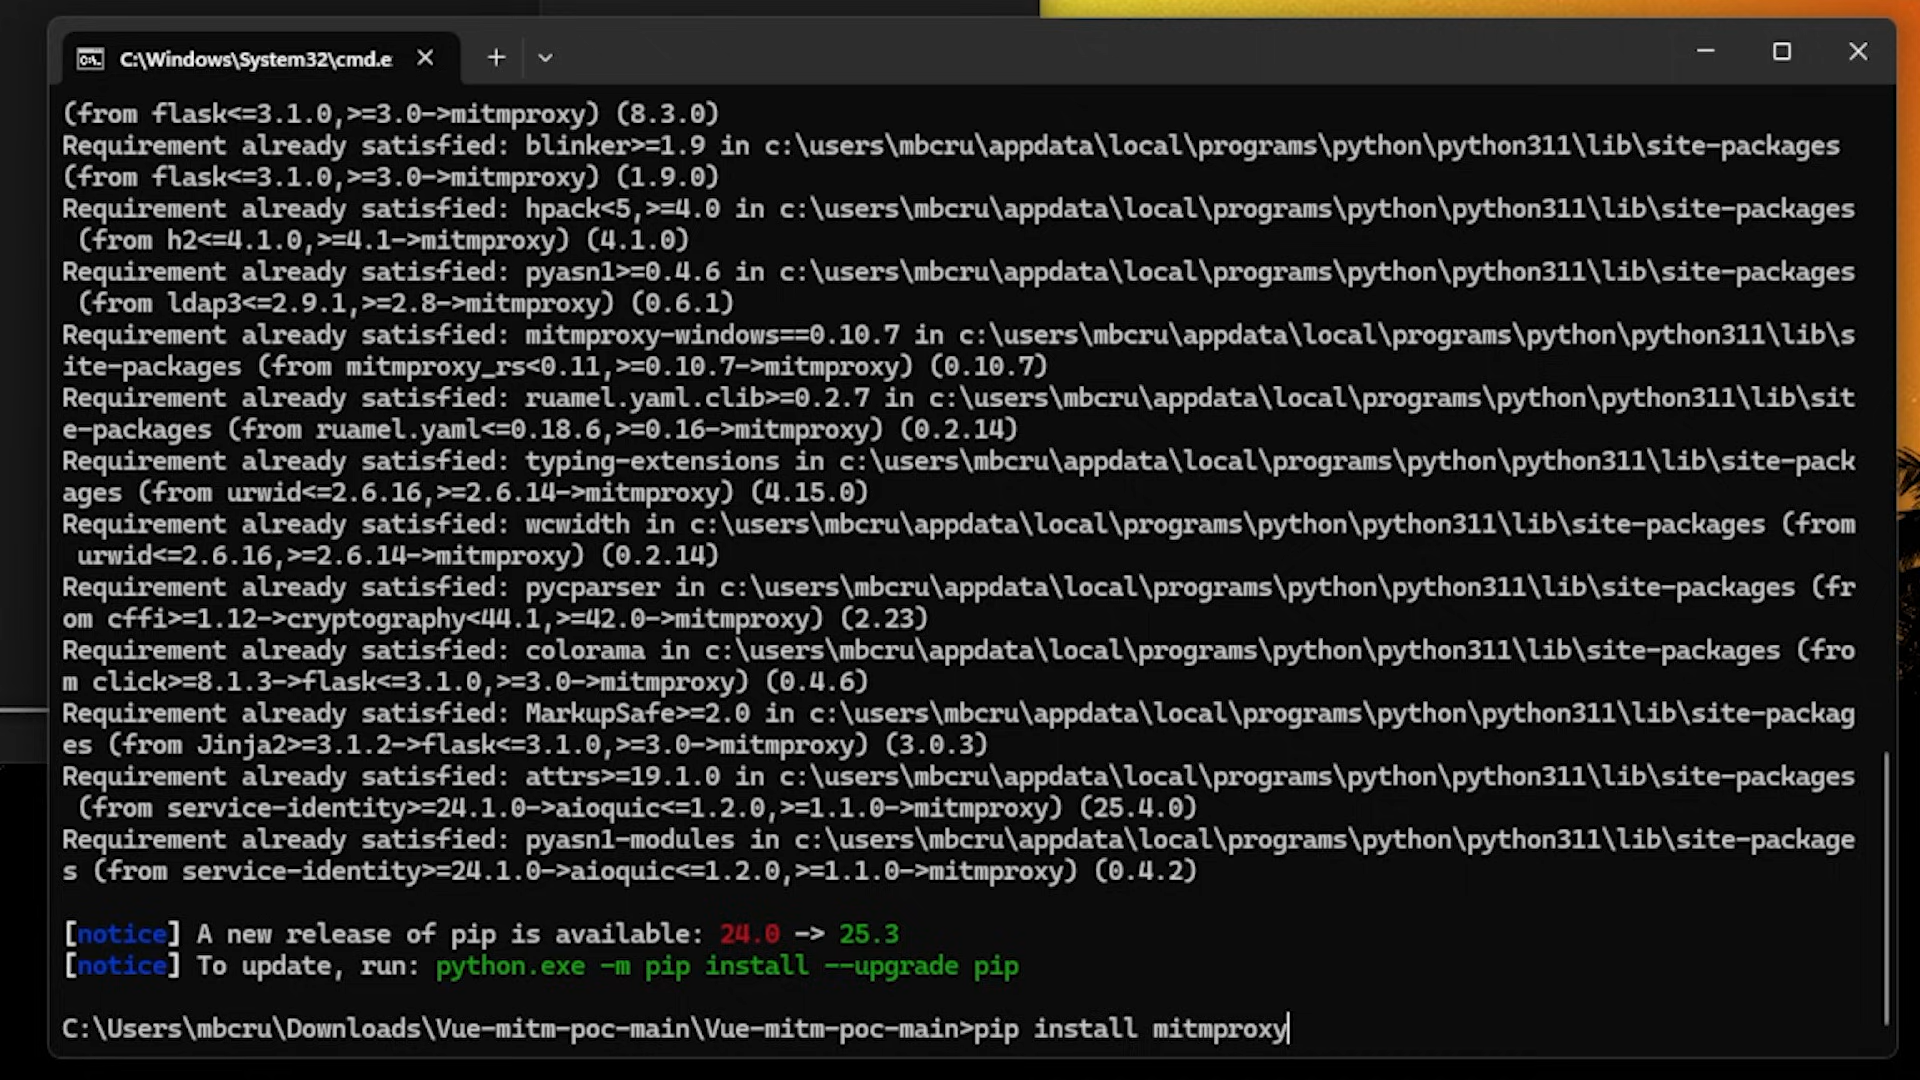 C:\Windows\System32\cmd.e
(from flask<=3.1.0,>=3.0->mitmproxy) (8.3.0)
Requirement already satisfied: blinker>=1.9 in c:\users\mbcru\appdata\local\programs\python\python311\lib\site-packages
(from flask<=3.1.0,>=3.0->mitmproxy) (1.9.0)
Requirement already satisfied: hpack<5,>=4.0 in c:\users\mbcru\appdata\local\programs\python\python311\lib\site-packages
(from h2<=4.1.0,>=4.1->mitmproxy) (4.1.0)
Requirement already satisfied: pyasn1>=0.4.6 in c:\users\mbcru\appdata\local\programs\python\python311\lib\site-packages
(from ldap3<=2.9.1,>=2.8->mitmproxy) (0.6.1)
Requirement already satisfied: mitmproxy-windows==0.10.7 in c:\users\mbcru\appdata\local\programs\python\python311\lib\s
ite-packages (from mitmproxy_rs<0.11,>=0.10.7->mitmproxy) (0.10.7)
Requirement already satisfied: ruamel.yaml.clib>=0.2.7 in c:\users\mbcru\appdata\local\programs\python\python311\lib\sit
e-packages (from ruamel.yaml<=0.18.6,>=0.16->mitmproxy) (0.2.14)
Requirement already satisfied: typing-extensions in c:\users\mbcru\appdata\local\programs\python\python311\lib\site-pack
ages (from urwid<=2.6.16,>=2.6.14->mitmproxy) (4.15.0)
Requirement already satisfied: wcwidth in c:\users\mbcru\appdata\local\programs\python\python311\lib\site-packages (from
urwid<=2.6.16,>=2.6.14->mitmproxy) (0.2.14)
Requirement already satisfied: pycparser in c:\users\mbcru\appdata\local\programs\python\python311\lib\site-packages (fr
om cffi>=1.12->cryptography<44.1,>=42.0->mitmproxy) (2.23)
Requirement already satisfied: colorama in c:\users\mbcru\appdata\local\programs\python\python311\lib\site-packages (fro
m click>=8.1.3->flask<=3.1.0,>=3.0->mitmproxy) (0.4.6)
Requirement already satisfied: MarkupSafe>=2.0 in c:\users\mbcru\appdata\local\programs\python\python311\lib\site-packag
es (from Jinja2>=3.1.2->flask<=3.1.0,>=3.0->mitmproxy) (3.0.3)
Requirement already satisfied: attrs>=19.1.0 in c:\users\mbcru\appdata\local\programs\python\python311\lib\site-packages
(from service-identity>=24.1.0->aioquic<=1.2.0,>=1.1.0->mitmproxy) (25.4.0)
Requirement already satisfied: pyasn1-modules in c:\users\mbcru\appdata\local\programs\python\python311\lib\site-package
s (from service-identity>=24.1.0->aioquic<=1.2.0,>=1.1.0->mitmproxy) (0.4.2)
[notice] A new release of pip is available: 24.0 -> 25.3
[notice] To update, run: python.exe -m pip install --upgrade pip
C:\Users\mbcru\Downloads\Vue-mitm-poc-main\Vue-mitm-poc-main>pip install mitmproxy